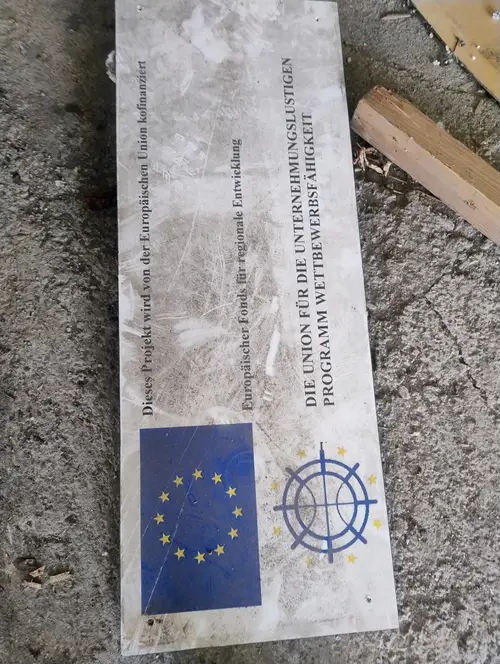 Dieses Projekt wird von der Europäischen Union kofinanziert
Europäischer Fonds für regionale Entwicklung
DIE UNION FÜR DIE UNTERNEHMUNGSLUSTIGEN
PROGRAMM WETTBEWERBSFÄHIGKEIT